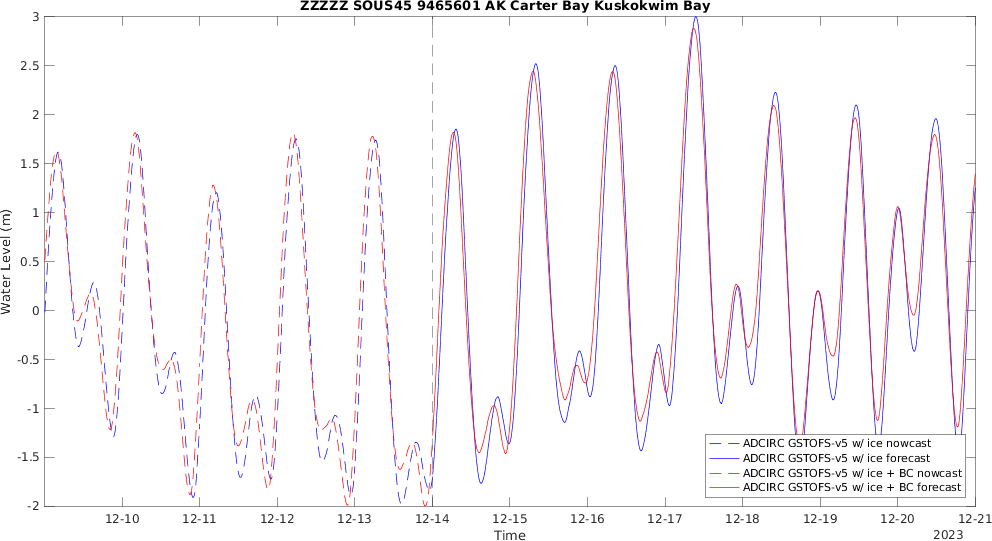 ZZZZZ SOUS45 9465601 AK Carter Bay Kuskokwim Bay
3
2.5
2
1.5
1
0.5
0
-0.5
-1
-1.5
-2
Water Level (m)
ADCIRC GSTOFS-v5 w/ ice nowcast
ADCIRC GSTOFS-v5 w/ ice forecast
ADCIRC GSTOFS-v5 w/ ice + BC nowcast
ADCIRC GSTOFS-v5 w/ ice + BC forecast
12-10 12-11 12-12 12-13 12-14 12-15 12-16 12-17 12-18 12-19 12-20 12-21
Time
2023